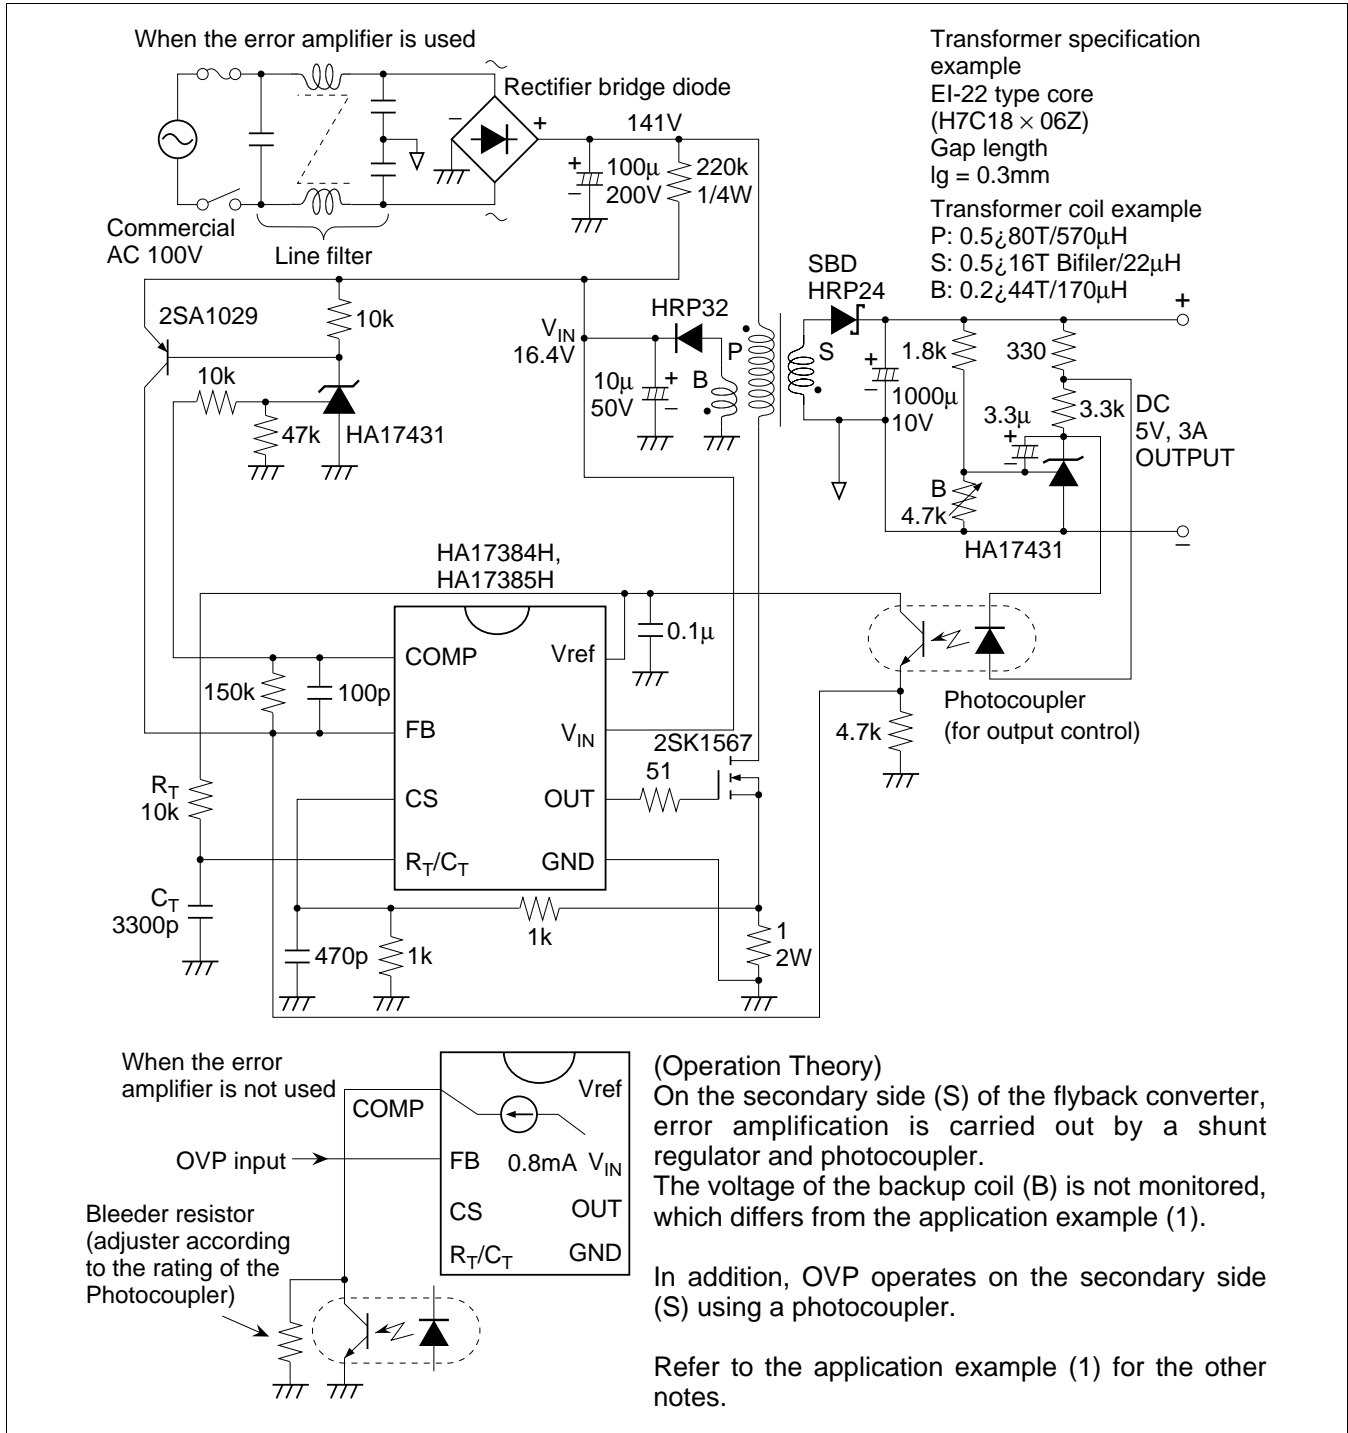 When the error amplifier is used
Rectifier bridge diode
141V
100μ
200V
220k
1/4W
Commercial
AC 100V
Line filter
Transformer specification
example
EI-22 type core
(H7C18 × 06Z)
Gap length
lg = 0.3mm
Transformer coil example
P: 0.5¿80T/570μH
S: 0.5¿16T Bifiler/22μH
B: 0.2¿44T/170μH
2SA1029
10k
10k
47k
HA17431
VIN
16.4V
HRP32
10μ
50V
B
P
S
SBD
HRP24
1000μ
10V
1.8k
330
3.3k
3.3μ
B
4.7k
HA17431
DC
5V, 3A
OUTPUT
HA17384H,
HA17385H
COMP
FB
CS
RT/CT
Vref
VIN
OUT
GND
0.1μ
150k
100p
RT
10k
CT
3300p
470p
1k
1k
51
2SK1567
1
2W
4.7k
Photocoupler
(for output control)
When the error
amplifier is not used
COMP
OVP input
FB
CS
RT/CT
0.8mA
Vref
VIN
OUT
GND
Bleeder resistor
(adjuster according
to the rating of the
Photocoupler)
(Operation Theory)
On the secondary side (S) of the flyback converter,
error amplification is carried out by a shunt
regulator and photocoupler.
The voltage of the backup coil (B) is not monitored,
which differs from the application example (1).
In addition, OVP operates on the secondary side
(S) using a photocoupler.
Refer to the application example (1) for the other
notes.